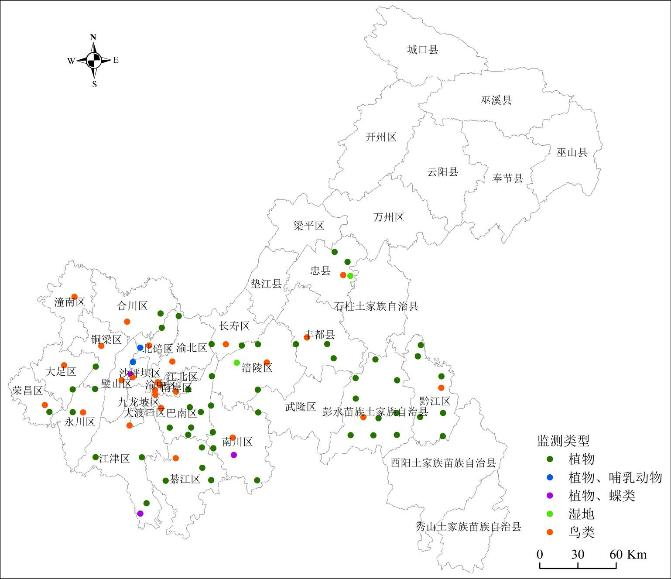 N
W E
S
城口县
巫溪县
开州区
巫山县
云阳县
奉节县
万州区
梁平区
忠县
垫江县
石柱土家族自治县
潼南区
合川区
长寿区
丰都县
铜梁区
北碚区
渝北区
大足区
沙坪坝区
江北区
涪陵区
荣昌区
璧山区
九龙坡区
武隆区
黔江区
大渡口区
巴南区
彭水苗族土家族自治县
永川区
南川区
江津区
綦江区
酉阳土家族苗族自治县
秀山土家族苗族自治县
监测类型
植物
植物、哺乳动物
植物、蝶类
湿地
鸟类
0 30 60 Km